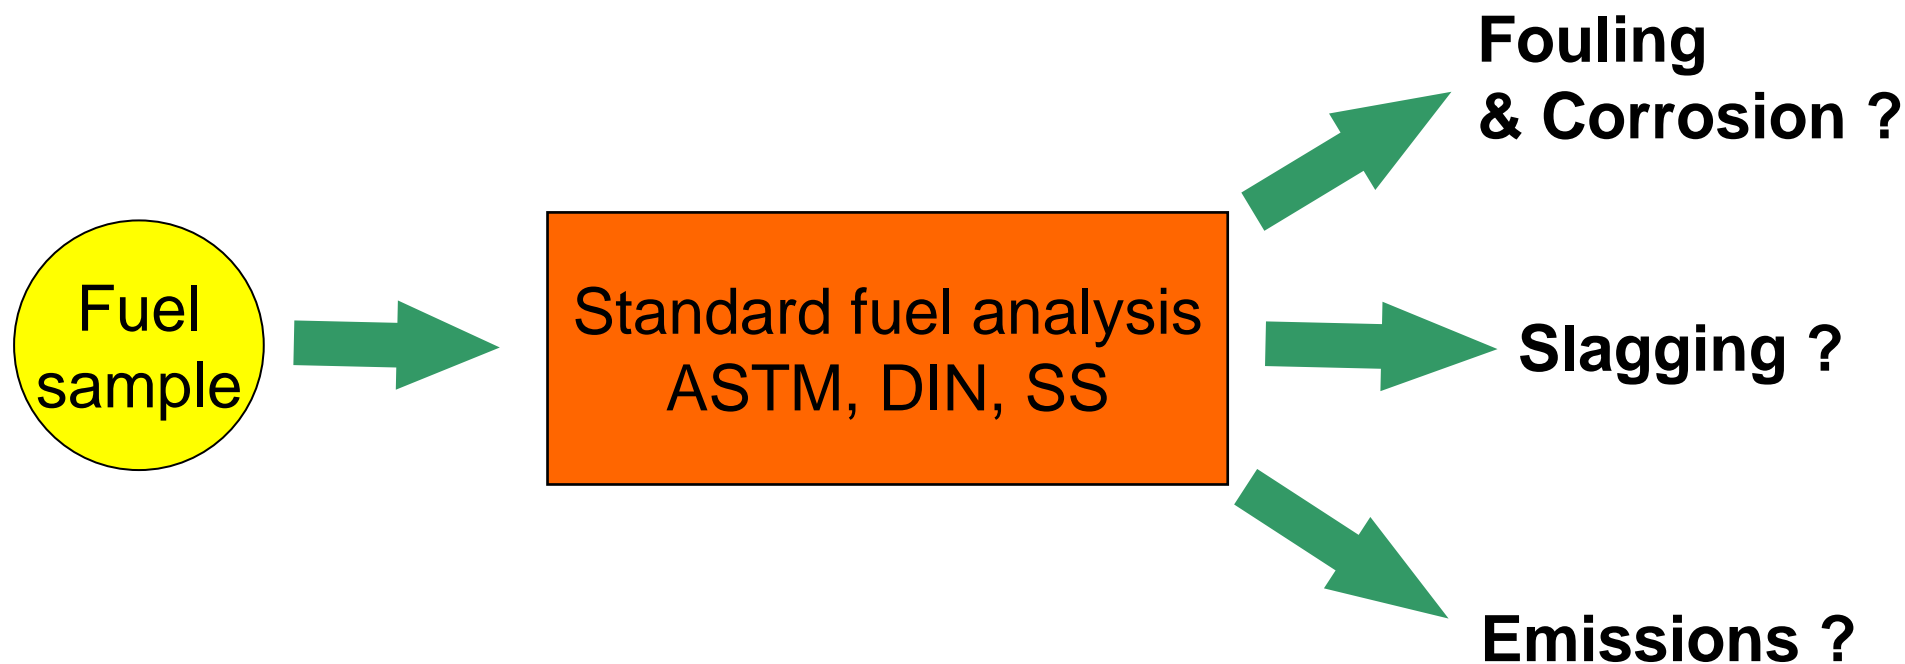 Fuel
sample
Standard fuel analysis
ASTM, DIN, SS
Fouling
& Corrosion ?
Slagging ?
Emissions ?